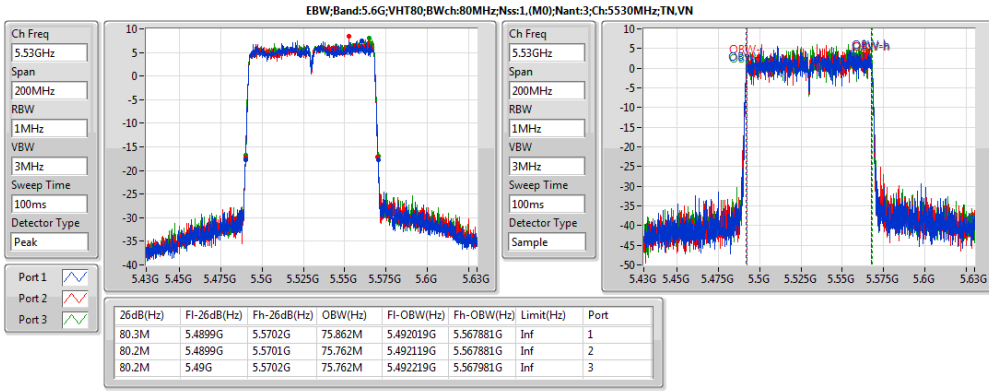 EBW;Band:5.6G;VHT80;BWch:80MHz;Nss:1,(M0);Nant:3;Ch:5530MHz;TN,VN
Ch Freq
5.53GHz
Span
200MHz
RBW
1MHz
VBW
3MHz
Sweep Time
100ms
Detector Type
Peak
10
5
0
-5
-10
-15
-20
-25
-30
-35
-40
5.43G 5.45G 5.475G 5.5G 5.525G 5.55G 5.575G 5.6G 5.63G
Ch Freq
5.53GHz
Span
200MHz
RBW
1MHz
VBW
3MHz
Sweep Time
100ms
Detector Type
Sample
10
5
0
-5
-10
-15
-20
-25
-30
-35
-40
-45
-50
OBW-h
5.43G 5.45G 5.475G 5.5G 5.525G 5.55G 5.575G 5.6G 5.63G
Port 1
Port 2
Port 3
26dB(Hz) Fl-26dB(Hz) Fh-26dB(Hz) OBW(Hz) Fl-OBW(Hz) Fh-OBW(Hz) Limit(Hz) Port
80.3M 5.4899G 5.5702G 75.862M 5.492019G 5.567881G Inf 1
80.2M 5.4899G 5.5701G 75.762M 5.492119G 5.567881G Inf 2
80.2M 5.49G 5.5702G 75.762M 5.492219G 5.567981G Inf 3